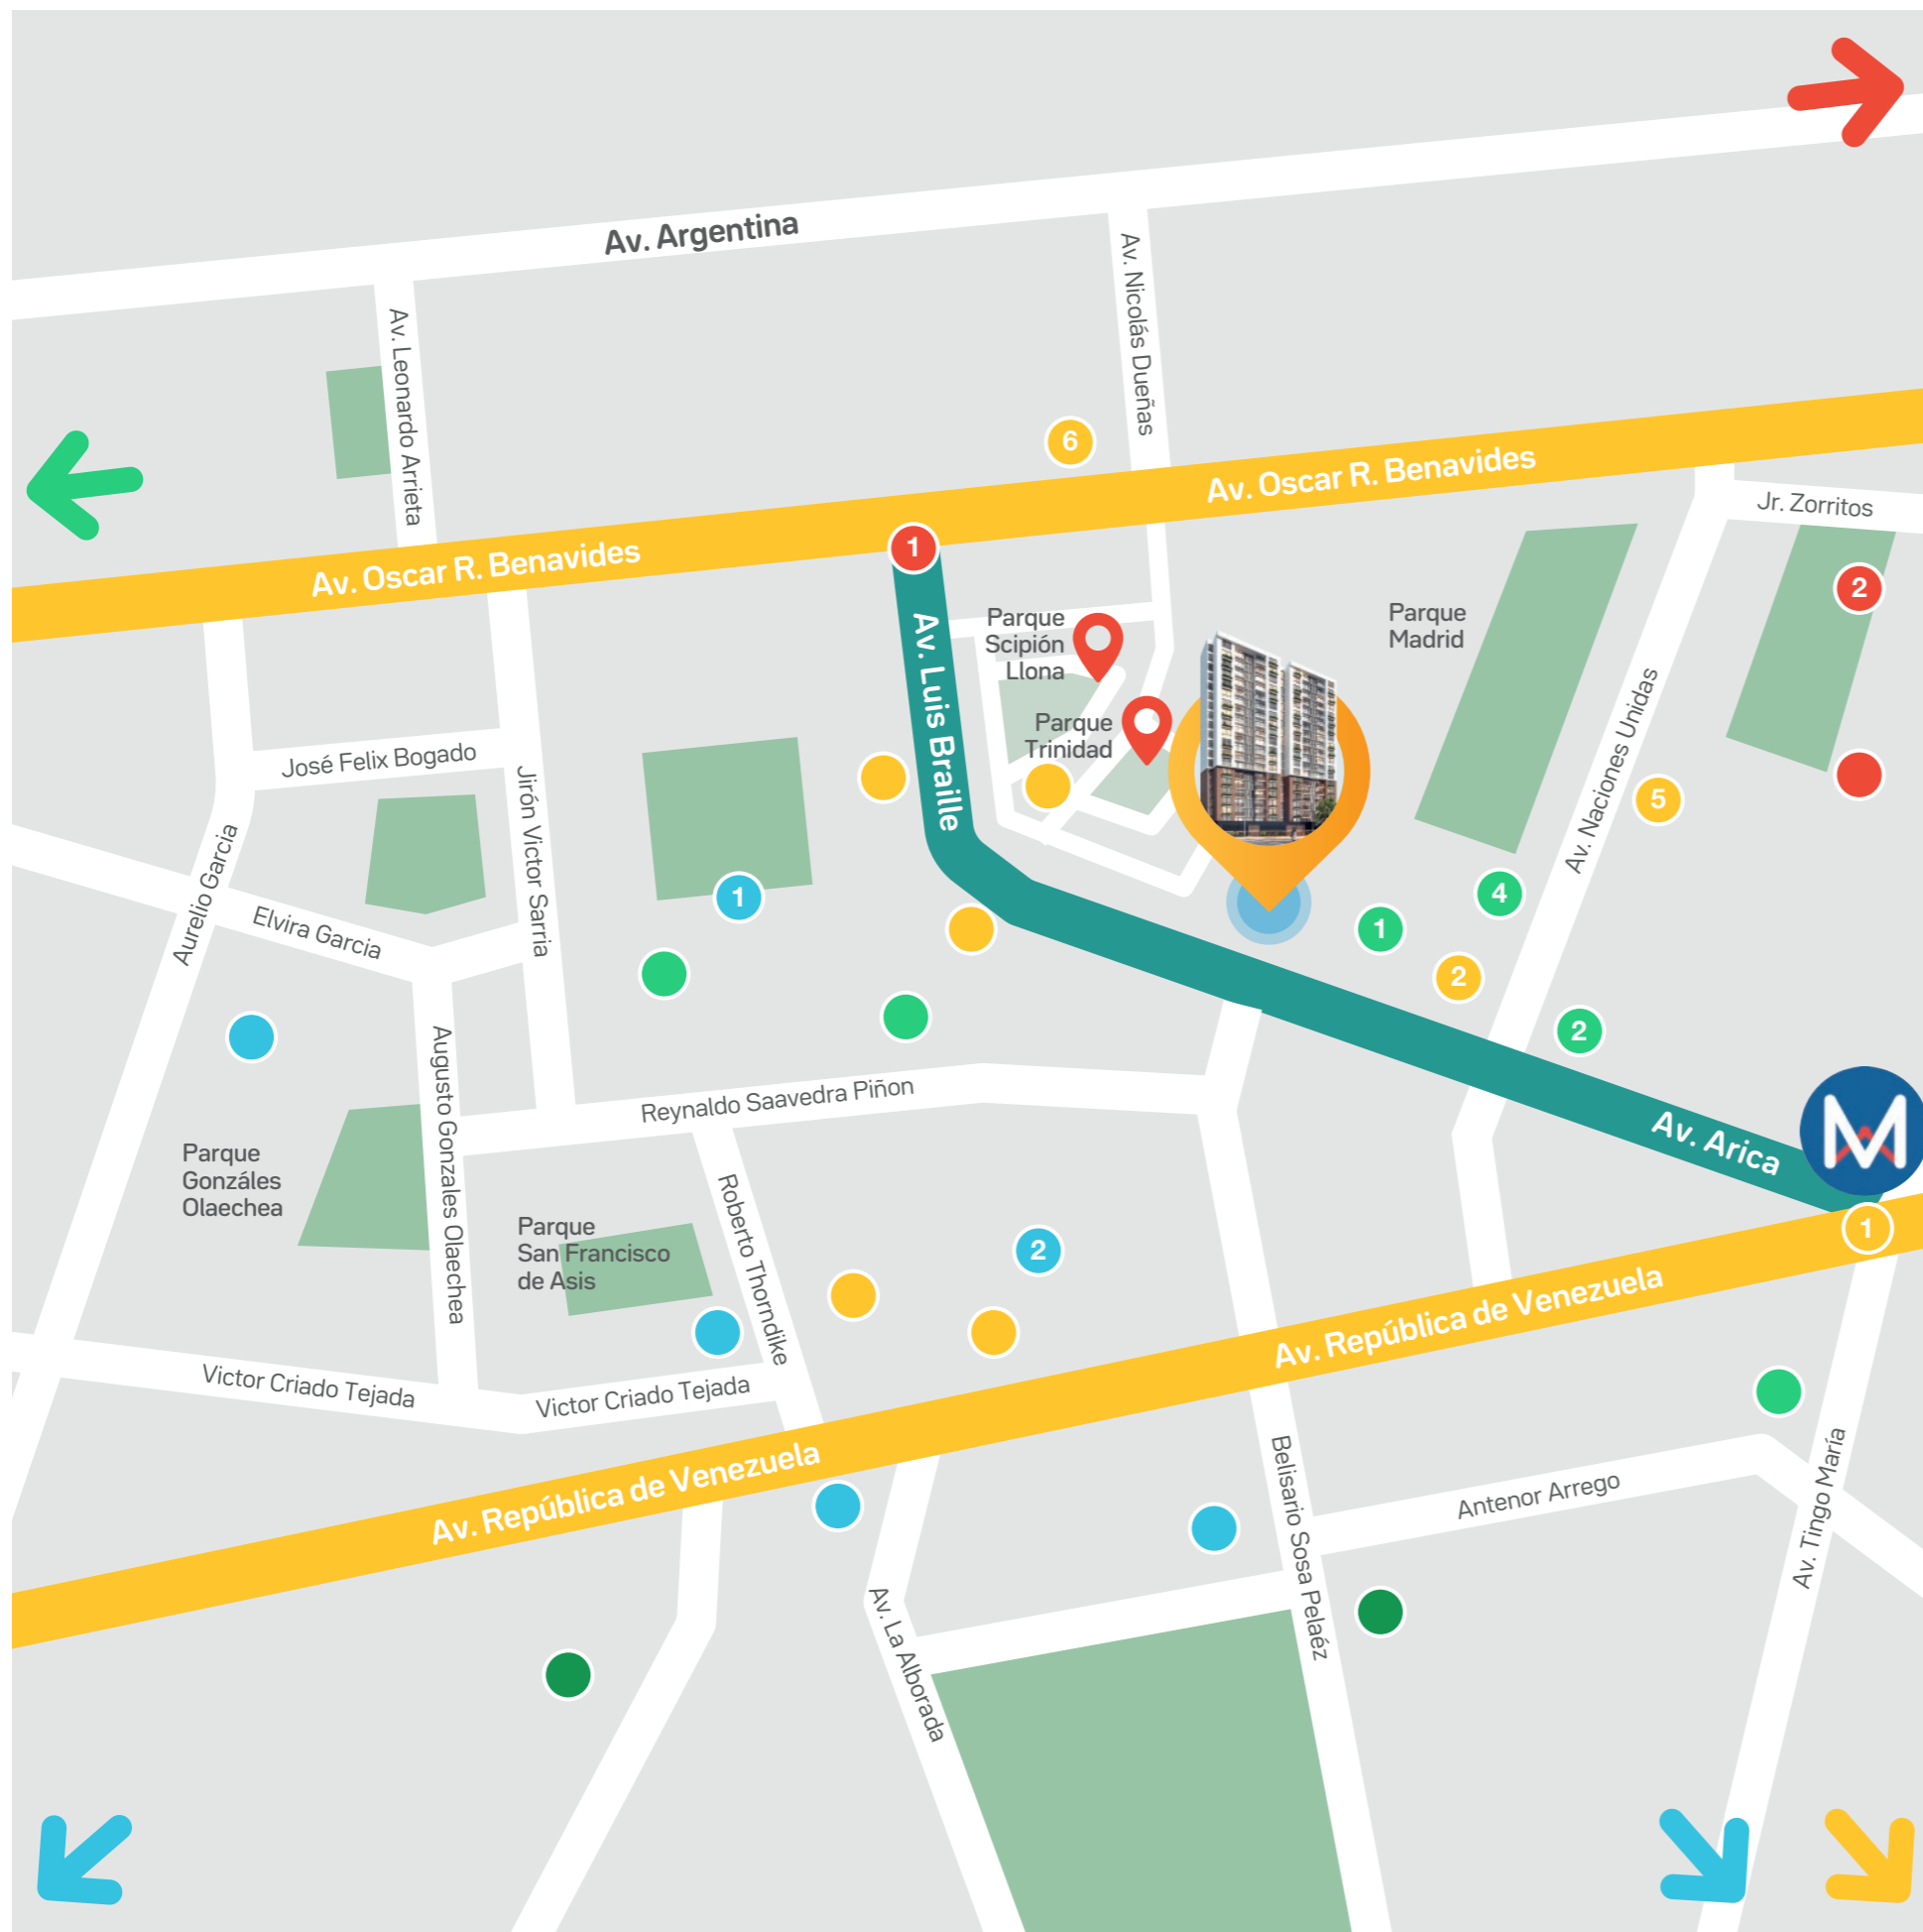 Av. Argentina
Av. Nicolás Dueñas
Av. Leonardo Arrieta
6
Av. Oscar R. Benavides
Jr. Zorritos
Av. Oscar R. Benavides
1
2
Parque
Scipión
Llona
Parque
Madrid
Av. Luis Braille
Parque
Trinidad
José Felix Bogado
Jirón Victor Sarria
Av. Naciones Unidas
5
Aurelio Garcia
Elvira Garcia
1
4
1
2
2
Augusto Gonzales Olaechea
Reynaldo Saavedra Piñon
Av. Arica
M
Parque
Gonzáles
Olaechea
Parque
San Francisco
de Asis
Roberto Thorndike
2
1
Av. República de Venezuela
Victor Criado Tejada
Victor Criado Tejada
Av. República de Venezuela
Belisario Sosa Pelaéz
Antenor Arrego
Av. Tingo María
Av. La Alborada